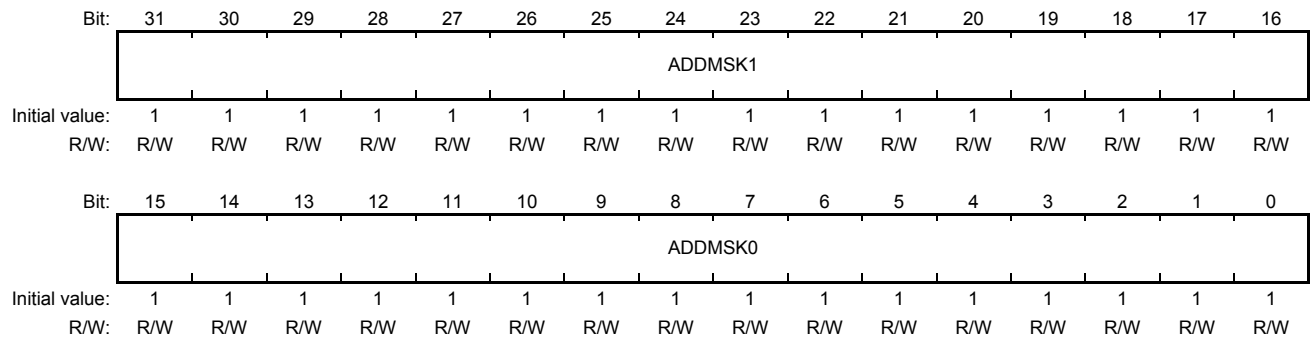 Bit: 31 30 29 28 27 26 25 24 23 22 21 20 19 18 17 16
ADDMSK1
Initial value: 1 1 1 1 1 1 1 1 1 1 1 1 1 1 1 1
R/W: R/W R/W R/W R/W R/W R/W R/W R/W R/W R/W R/W R/W R/W R/W R/W R/W
Bit: 15 14 13 12 11 10 9 8 7 6 5 4 3 2 1 0
ADDMSK0
Initial value: 1 1 1 1 1 1 1 1 1 1 1 1 1 1 1 1
R/W: R/W R/W R/W R/W R/W R/W R/W R/W R/W R/W R/W R/W R/W R/W R/W R/W